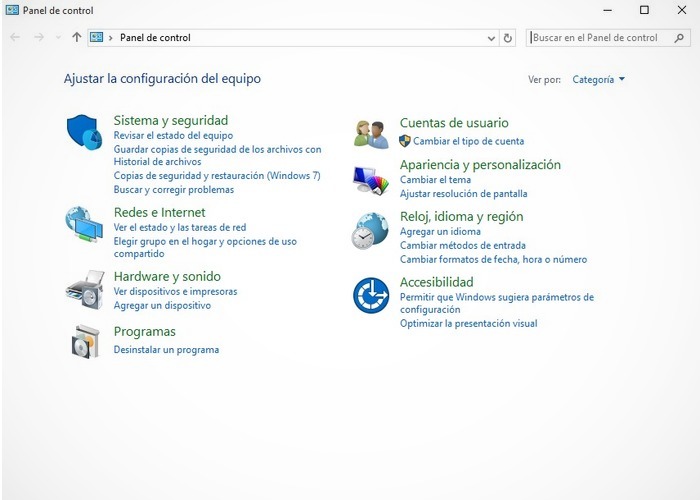 Panel de control
Panel de control
Buscar en el Panel de control
Ajustar la configuración del equipo
Ver por:
Categoría
Sistema y seguridad
Revisar el estado del equipo
Guardar copias de seguridad de los archivos con
Historial de archivos
Copias de seguridad y restauración (Windows 7)
Buscar y corregir problemas
Redes e Internet
Ver el estado y las tareas de red
Elegir grupo en el hogar y opciones de uso
compartido
Hardware y sonido
Ver dispositivos e impresoras
Agregar un dispositivo
Programas
Desinstalar un programa
Cuentas de usuario
Cambiar el tipo de cuenta
Apariencia y personalización
Cambiar el tema
Ajustar resolución de pantalla
Reloj, idioma y región
Agregar un idioma
Cambiar métodos de entrada
Cambiar formatos de fecha, hora o número
Accesibilidad
Permitir que Windows sugiera parámetros de
configuración
Optimizar la presentación visual